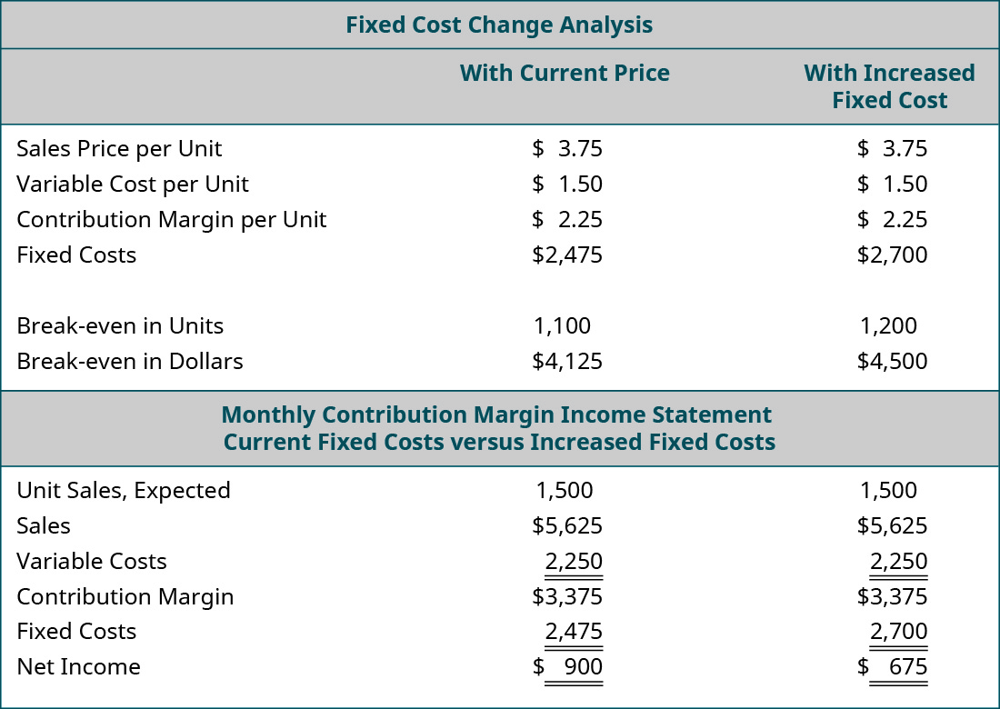 Fixed Cost Change Analysis
With Current Price With Increased
Fixed Cost
Sales Price per Unit $ 3.75 $ 3.75
Variable Cost per Unit $ 1.50 $ 1.50
Contribution Margin per Unit $ 2.25 $ 2.25
Fixed Costs $2,475 $2,700
Break-even in Units 1,100 1,200
Break-even in Dollars $4,125 $4,500
Monthly Contribution Margin Income Statement
Current Fixed Costs versus Increased Fixed Costs
Unit Sales, Expected 1,500 1,500
Sales $5,625 $5,625
Variable Costs 2,250 2,250
Contribution Margin $3,375 $3,375
Fixed Costs 2,475 2,700
Net Income $ 900 $ 675